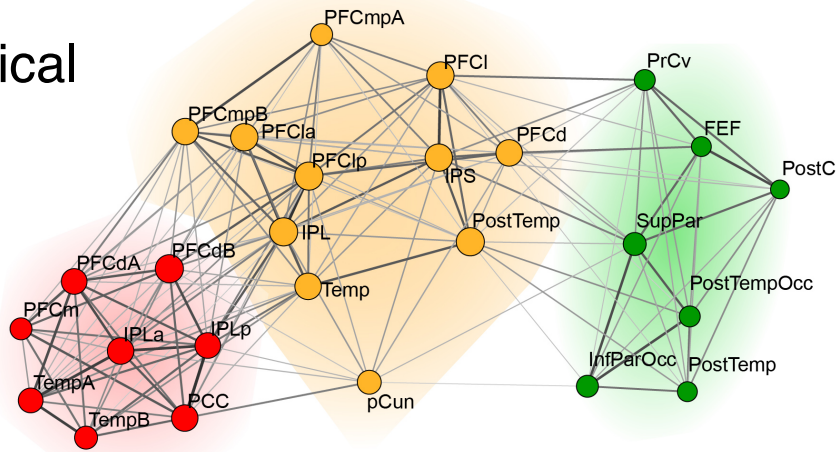 ical
PFCmpA
PFCl
PrCv
PFCmpB
PFCla
FEF
PFCd
PFClp
IPS
PostC
PostTemp
SupPar
IPL
PFCdB
PFCdA
Temp
PostTempOcc
PFCm
IPLa
IPLp
InfParOcc
PostTemp
TempA
PCC
pCun
TempB